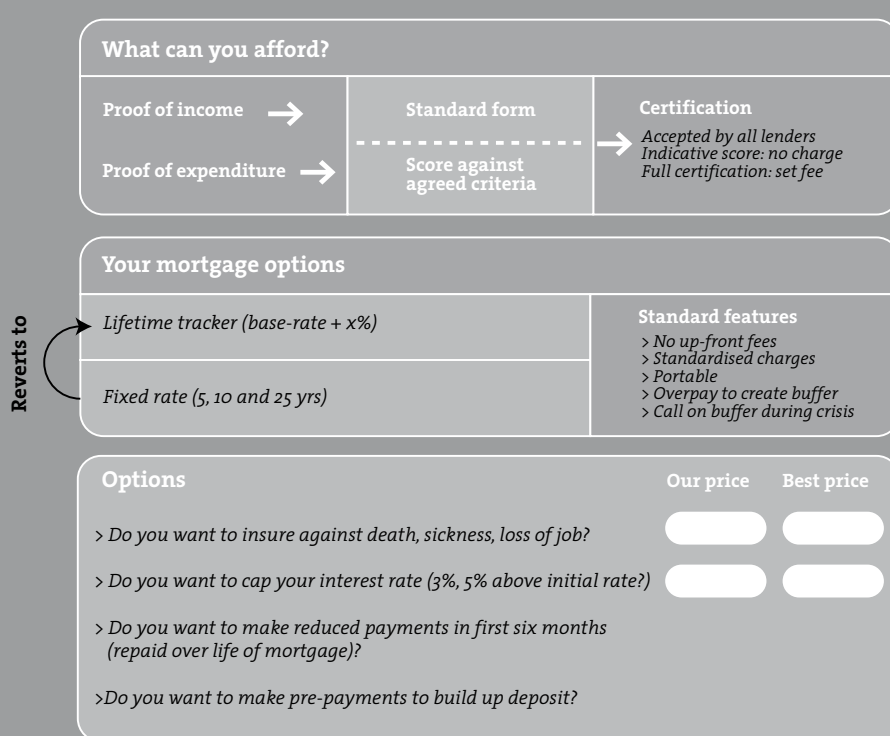 What can you afford?
Proof of income
Proof of expenditure
Standard form
Score against
agreed criteria
Certification
Accepted by all lenders
Indicative score: no charge
Full certification: set fee
Your mortgage options
Reverts to
Lifetime tracker (base-rate + x%)
Fixed rate (5, 10 and 25 yrs)
Standard features
> No up-front fees
> Standardised charges
> Portable
> Overpay to create buffer
> Call on buffer during crisis
Options
Our price
Best price
> Do you want to insure against death, sickness, loss of job?
> Do you want to cap your interest rate (3%, 5% above initial rate?)
> Do you want to make reduced payments in first six months
(repaid over life of mortgage)?
>Do you want to make pre-payments to build up deposit?